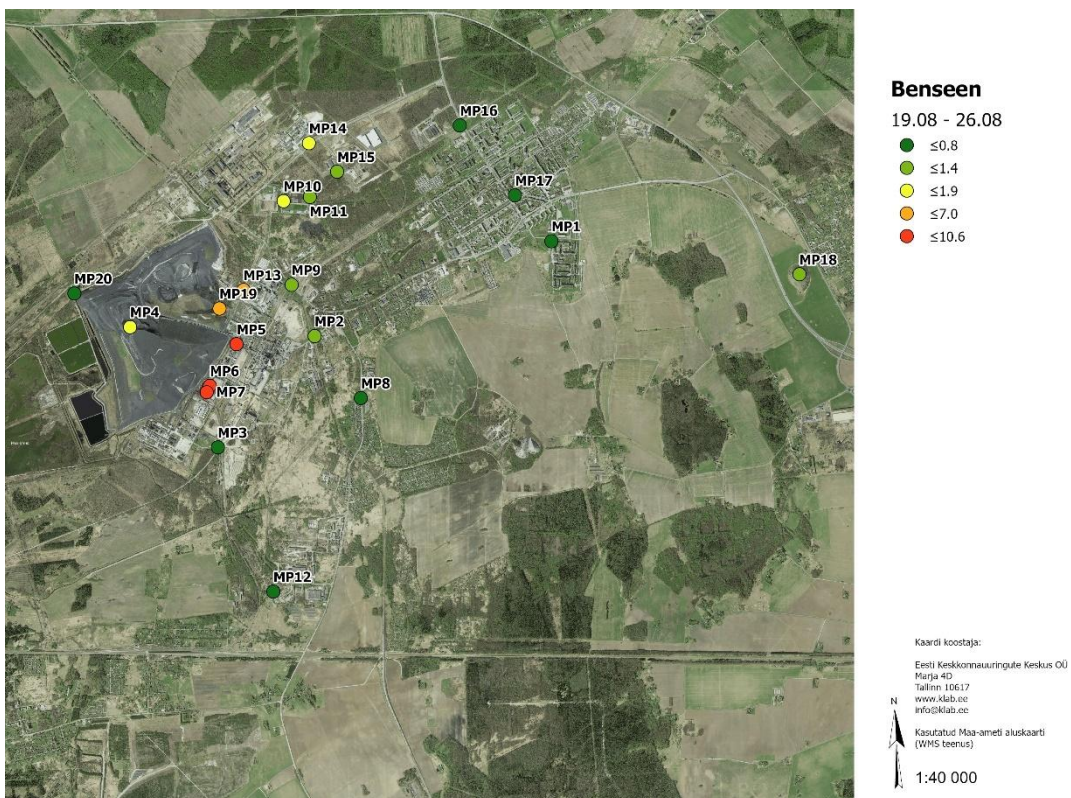 Benseen
19.08 - 26.08
≤0.8
≤1.4
≤1.9
≤7.0
≤10.6
MP16
MP14
MP15
MP17
MP10
MP11
MP1
MP18
MP20
MP13
MP9
MP19
MP4
MP2
MP5
MP6
MP7
MP8
MP3
MP12
Kaardi koostaja:
Eesti Keskkonnauuringute Keskus OÜ
Marja 4D
Tallinn 10617
www.klab.ee
info@klab.ee
N
Kasutatud Maa-ameti aluskaarti
(WMS teenus)
1:40 000